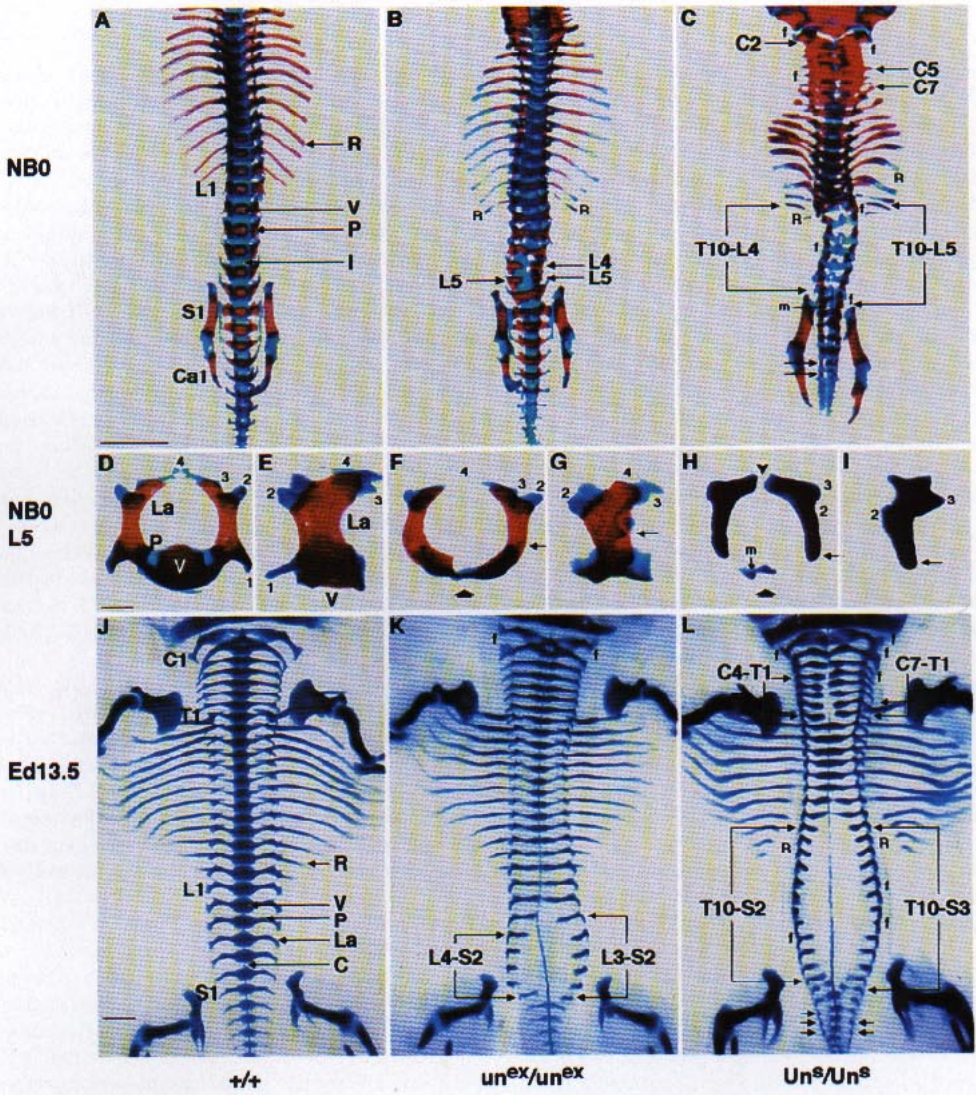 A
B
C
NB0
R
L1
V
P
I
S1
Ca1
R
R
L4
L5
L5
C2
f
f
f
C5
C7
R
R
f
T10-L4
f
T10-L5
m
f
NB0
L5
D
4
3
2
La
P
V
1
E
4
2
3
La
1
V
F
4
3
2
G
4
2
3
H
3
2
m
I
2
3
J
C1
T1
Ed13.5
R
L1
V
P
La
C
S1
K
f
f
L4-S2
L3-S2
L
f
f
f
C4-T1
C7-T1
R
R
T10-S2
T10-S3
f
f
f
+/+
un^ex/un^ex
Un^s/Un^s